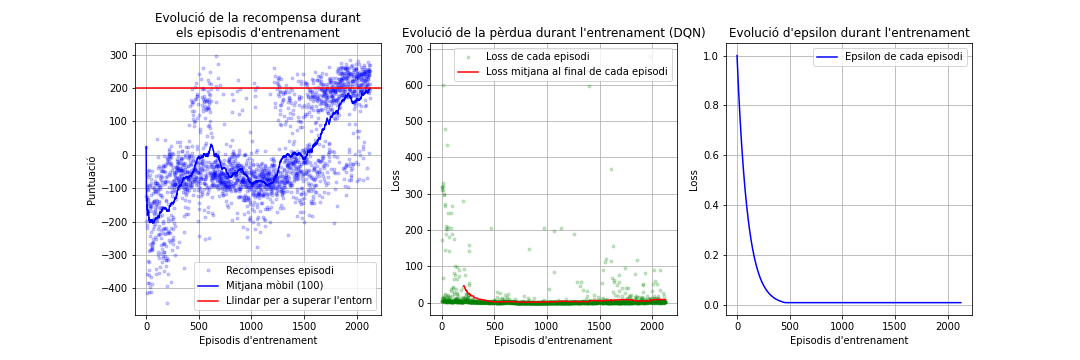 Evolució de la recompensa durant
els episodis d'entrenament
300
200
100
0
−100
−200
−300
−400
Puntuació
Recompenses episodi
Mitjana mòbil (100)
Llindar per a superar l'entorn
0
500
1000
1500
2000
Episodis d'entrenament
Evolució de la pèrdua durant l'entrenament (DQN)
700
600
500
400
300
200
100
0
Loss
Loss de cada episodi
Loss mitjana al final de cada episodi
0
500
1000
1500
2000
Episodis d'entrenament
Evolució d'epsilon durant l'entrenament
1.0
0.8
0.6
0.4
0.2
0.0
Loss
Epsilon de cada episodi
0
500
1000
1500
2000
Episodis d'entrenament